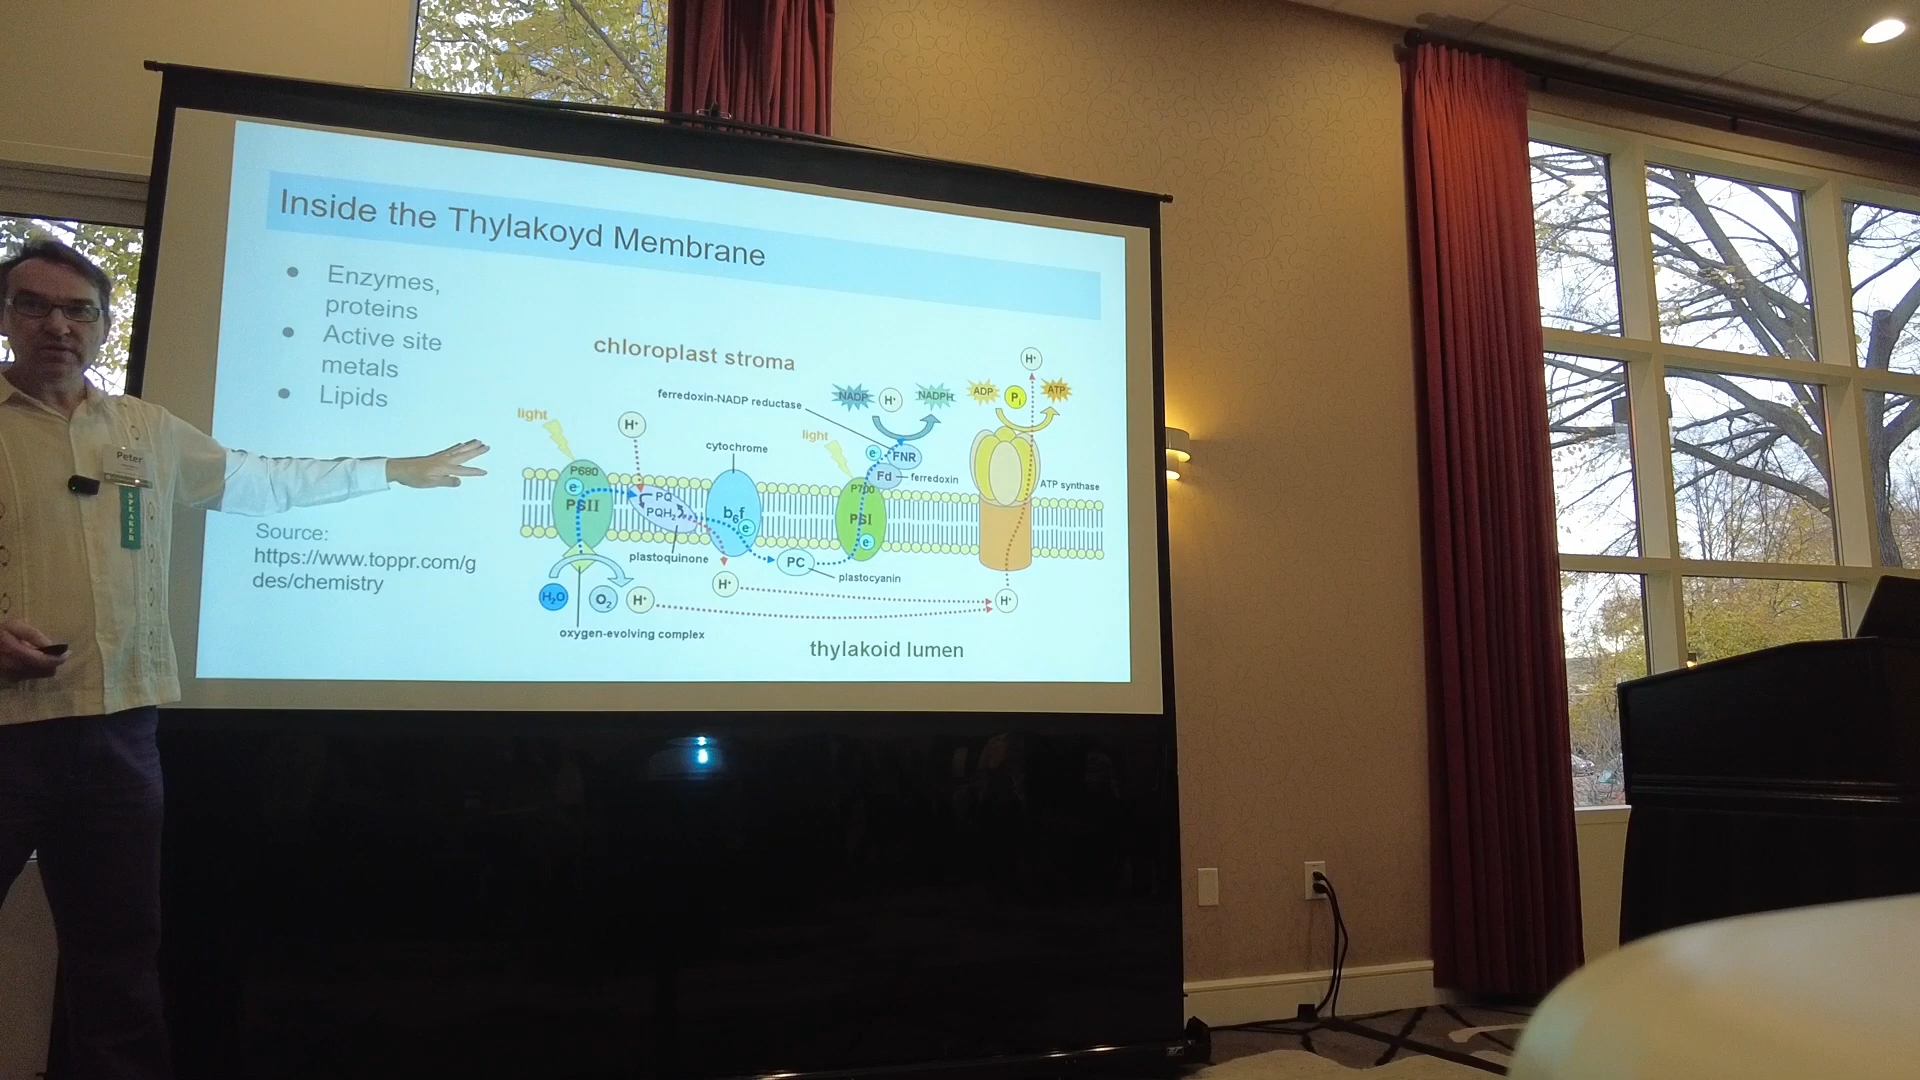 Inside the Thylakoyd Membrane
Enzymes,
proteins
Active site
metals
Lipids
Source:
https://www.toppr.com/g
des/chemistry
chloroplast stroma
light
H⁺
P680
e⁻
PSII
PQ
PQH₂
plastoquinone
cytochrome
b₆f
e⁻
H⁺
H₂O
O₂
H⁺
oxygen-evolving complex
PC
plastocyanin
light
P700
PSI
e⁻
ferredoxin-NADP reductase
e⁻
FNR
Fd
ferredoxin
NADP
H⁺
NADPH
ADP
Pᵢ
ATP
H⁺
ATP synthase
H⁺
thylakoid lumen
Peter
SPEAKER